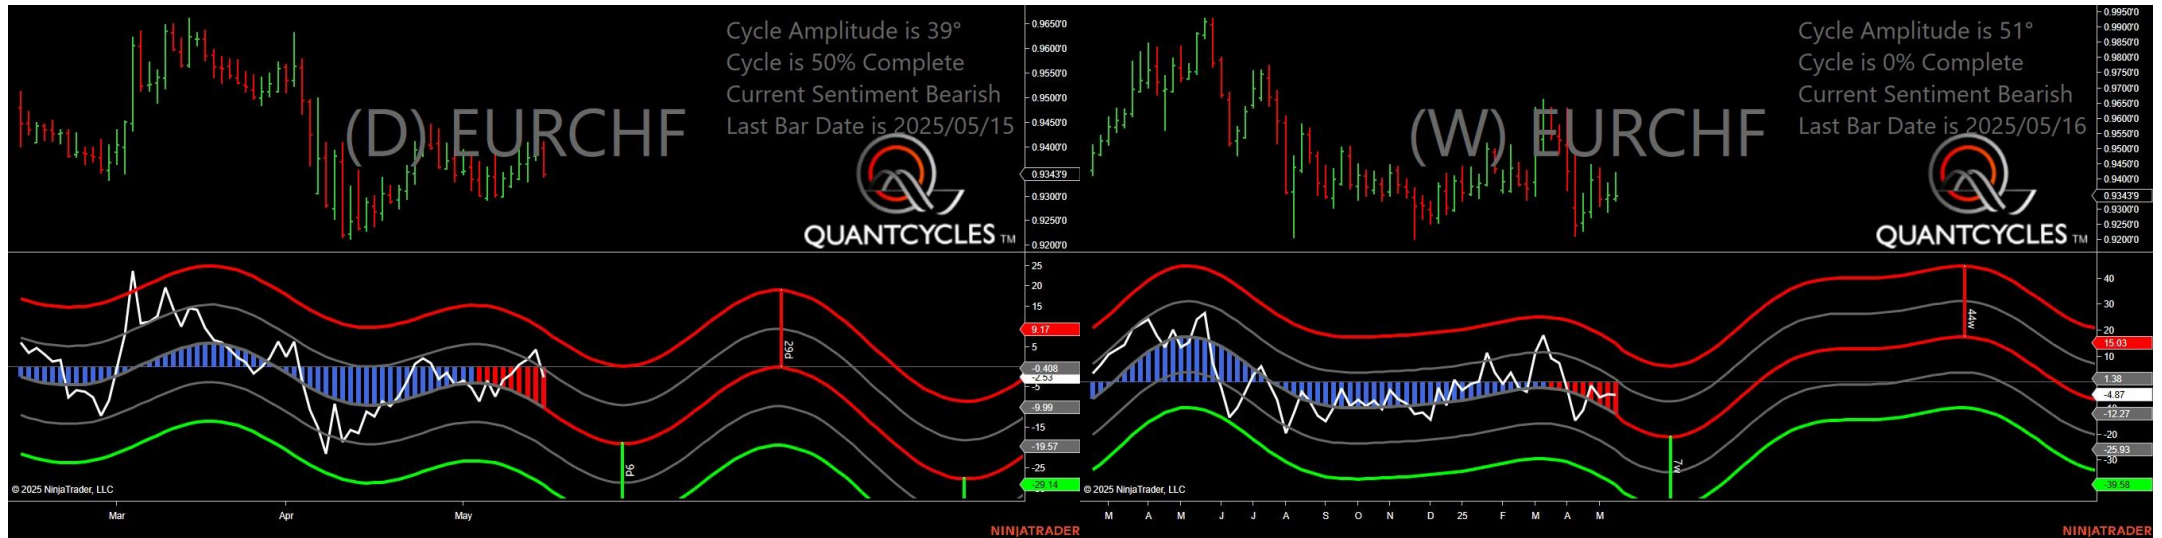 Cycle Amplitude is 39°
Cycle is 50% Complete
Current Sentiment Bearish
Last Bar Date is 2025/05/15
(D) EURCHF
QUANTCYCLES TM
0.9650'0
0.9600'0
0.9550'0
0.9500'0
0.9450'0
0.9400'0
0.9343'9
0.9300'0
0.9250'0
0.9200'0
25
20
15
9.17
5
-0.408
-2.53
-5
-9.99
-15
-19.57
-25
-29.14
29d
9d
© 2025 NinjaTrader, LLC
Mar Apr May
NINJATRADER
Cycle Amplitude is 51°
Cycle is 0% Complete
Current Sentiment Bearish
Last Bar Date is 2025/05/16
(W) EURCHF
QUANTCYCLES TM
0.9950'0
0.9900'0
0.9850'0
0.9800'0
0.9750'0
0.9700'0
0.9650'0
0.9600'0
0.9550'0
0.9500'0
0.9450'0
0.9400'0
0.9343'9
0.9300'0
0.9250'0
0.9200'0
40
30
20
15.03
10
1.38
-4.87
-12.27
-20
-25.93
-30
-39.58
44w
7w
© 2025 NinjaTrader, LLC
M A M J J A S O N D 25 F M A M
NINJATRADER